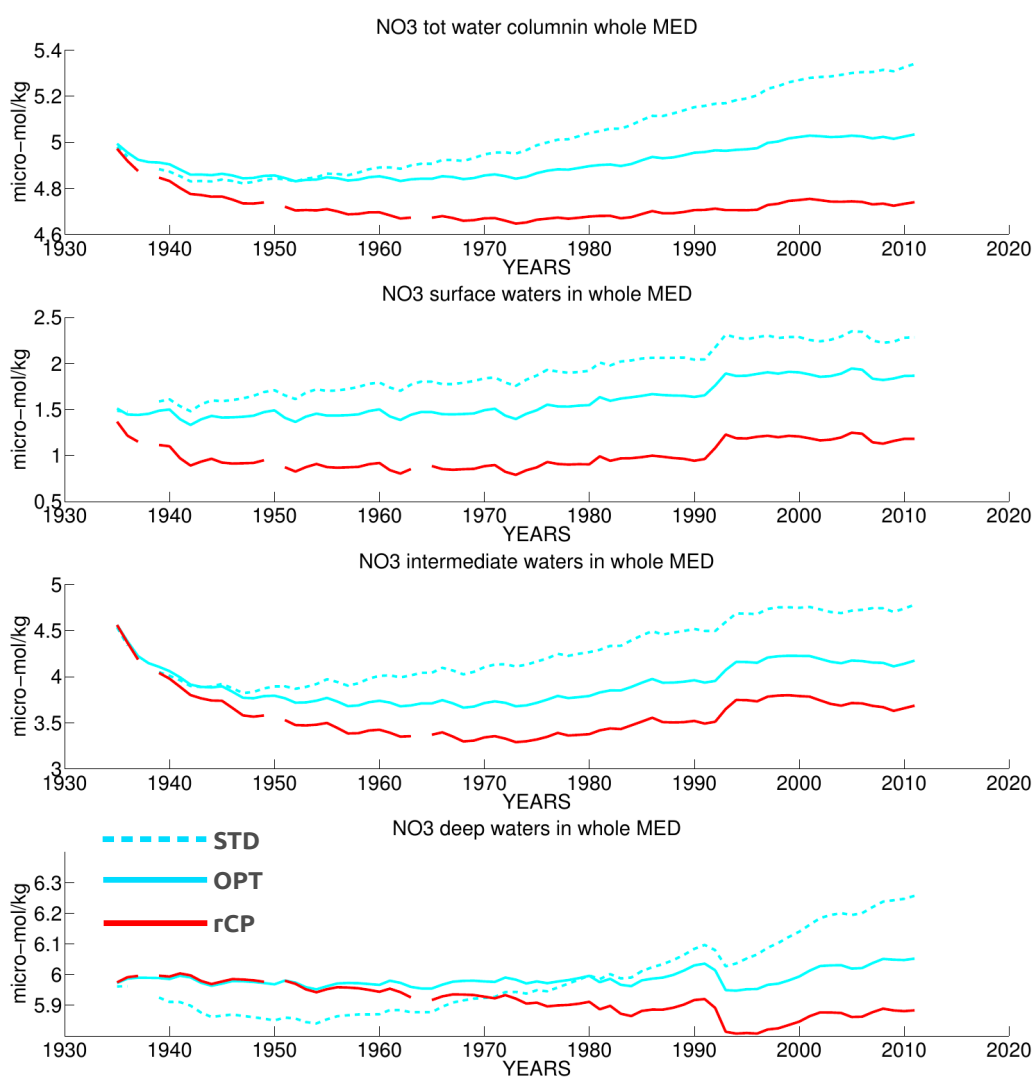 NO3 tot water columnin whole MED
5.4
5.2
5
4.8
4.6
micro-mol/kg
1930 1940 1950 1960 1970 1980 1990 2000 2010 2020
YEARS
NO3 surface waters in whole MED
2.5
2
1.5
1
0.5
micro-mol/kg
1930 1940 1950 1960 1970 1980 1990 2000 2010 2020
YEARS
NO3 intermediate waters in whole MED
5
4.5
4
3.5
3
micro-mol/kg
1930 1940 1950 1960 1970 1980 1990 2000 2010 2020
YEARS
NO3 deep waters in whole MED
STD
OPT
rCP
6.3
6.2
6.1
6
5.9
micro-mol/kg
1930 1940 1950 1960 1970 1980 1990 2000 2010 2020
YEARS